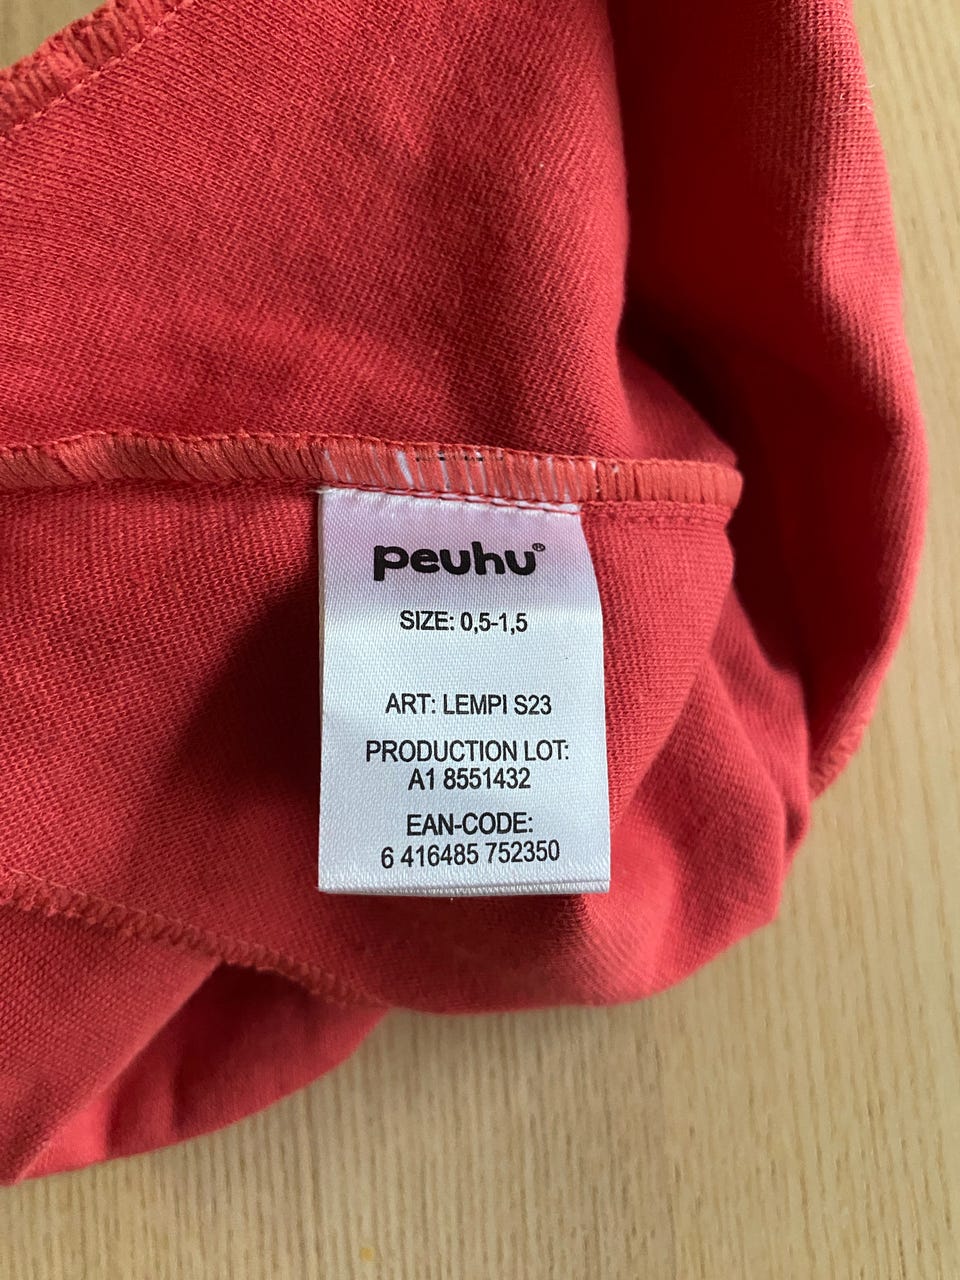 peuhu®
SIZE: 0,5-1,5
ART: LEMPI S23
PRODUCTION LOT:
A1 8551432
EAN-CODE:
6 416485 752350